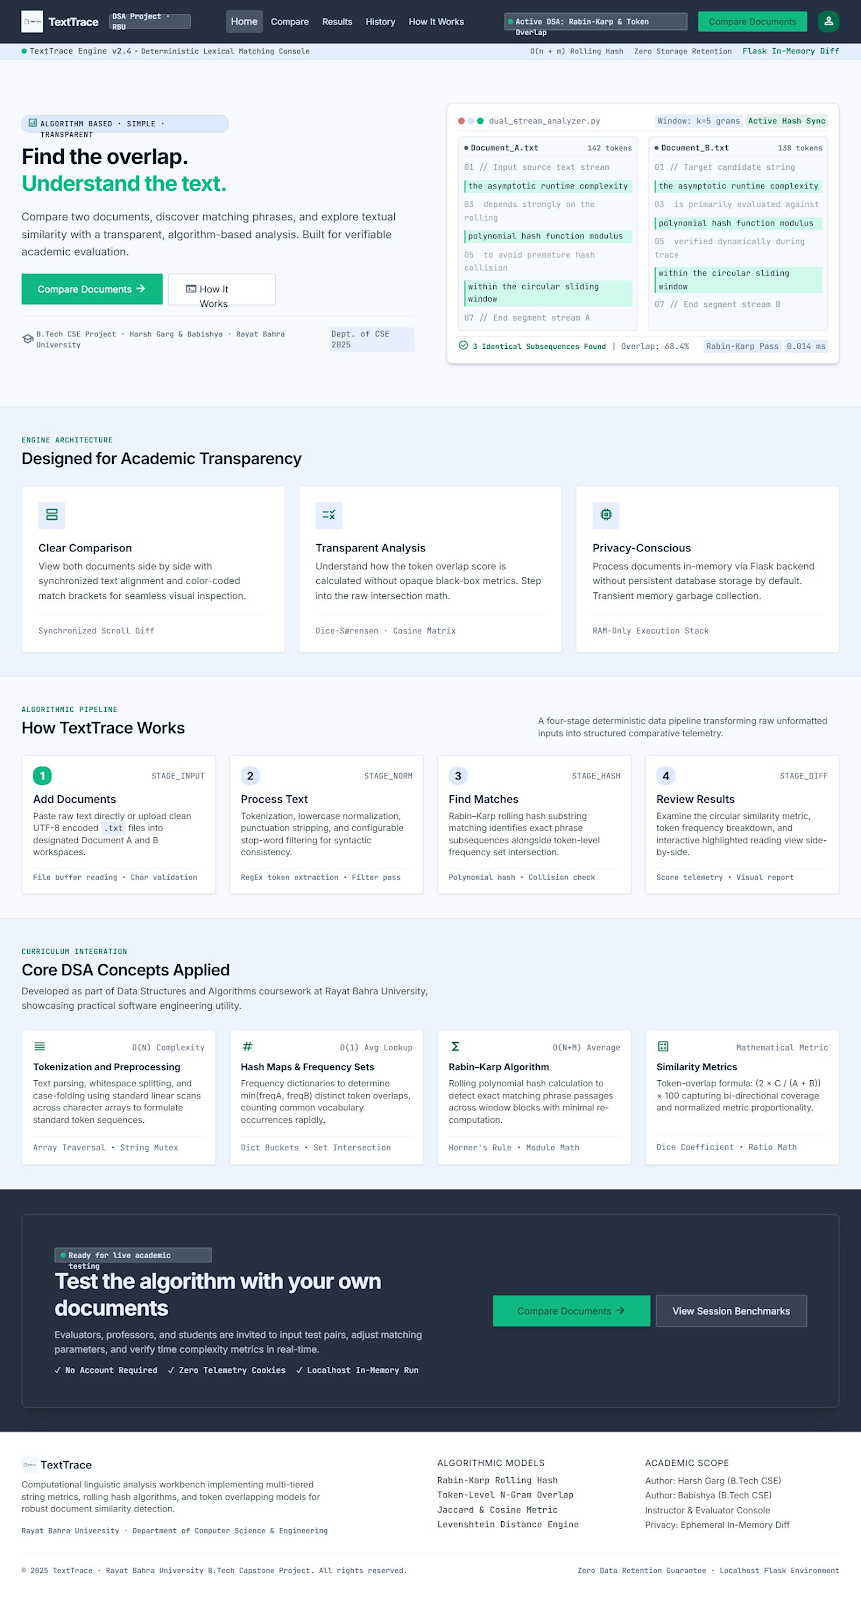 TextTrace
DSA Project ·
RBU
Home
Compare
Results
History
How It Works
Active DSA: Rabin-Karp & Token
Overlap
Compare Documents
TextTrace Engine v2.4 • Deterministic Lexical Matching Console
O(n + m) Rolling Hash
Zero Storage Retention
Flask In-Memory Diff
ALGORITHM BASED · SIMPLE ·
TRANSPARENT
Find the overlap.
Understand the text.
Compare two documents, discover matching phrases, and explore textual
similarity with a transparent, algorithm-based analysis. Built for verifiable
academic evaluation.
Compare Documents →
How It
Works
B.Tech CSE Project · Harsh Garg & Babishya · Rayat Bahra
University
Dept. of CSE
2025
dual_stream_analyzer.py
Window: k=5 grams
Active Hash Sync
Document_A.txt
142 tokens
01 // Input source text stream
the asymptotic runtime complexity
03 depends strongly on the
rolling
polynomial hash function modulus
05 to avoid premature hash
collision
within the circular sliding
window
07 // End segment stream A
Document_B.txt
138 tokens
01 // Target candidate string
the asymptotic runtime complexity
03 is primarily evaluated against
polynomial hash function modulus
05 verified dynamically during
trace
within the circular sliding
window
07 // End segment stream B
3 Identical Subsequences Found | Overlap: 68.4%
Rabin-Karp Pass
0.014 ms
ENGINE ARCHITECTURE
Designed for Academic Transparency
Clear Comparison
View both documents side by side with
synchronized text alignment and color-coded
match brackets for seamless visual inspection.
Synchronized Scroll Diff
Transparent Analysis
Understand how the token overlap score is
calculated without opaque black-box metrics. Step
into the raw intersection math.
Dice-Sørensen · Cosine Matrix
Privacy-Conscious
Process documents in-memory via Flask backend
without persistent database storage by default.
Transient memory garbage collection.
RAM-Only Execution Stack
ALGORITHMIC PIPELINE
How TextTrace Works
A four-stage deterministic data pipeline transforming raw unformatted
inputs into structured comparative telemetry.
1
STAGE_INPUT
Add Documents
Paste raw text directly or upload clean
UTF-8 encoded .txt files into
designated Document A and B
workspaces.
File buffer reading • Char validation
2
STAGE_NORM
Process Text
Tokenization, lowercase normalization,
punctuation stripping, and configurable
stop-word filtering for syntactic
consistency.
RegEx token extraction • Filter pass
3
STAGE_HASH
Find Matches
Rabin–Karp rolling hash substring
matching identifies exact phrase
subsequences alongside token-level
frequency set intersection.
Polynomial hash • Collision check
4
STAGE_DIFF
Review Results
Examine the circular similarity metric,
token frequency breakdown, and
interactive highlighted reading view side-
by-side.
Score telemetry • Visual report
CURRICULUM INTEGRATION
Core DSA Concepts Applied
Developed as part of Data Structures and Algorithms coursework at Rayat Bahra University,
showcasing practical software engineering utility.
O(N) Complexity
Tokenization and Preprocessing
Text parsing, whitespace splitting, and
case-folding using standard linear scans
across character arrays to formulate
standard token sequences.
Array Traversal • String Mutex
O(1) Avg Lookup
Hash Maps & Frequency Sets
Frequency dictionaries to determine
min(freqA, freqB) distinct token overlaps,
counting common vocabulary
occurrences rapidly.
Dict Buckets • Set Intersection
O(N+M) Average
Rabin–Karp Algorithm
Rolling polynomial hash calculation to
detect exact matching phrase passages
across window blocks with minimal re-
computation.
Horner's Rule • Modulo Math
Mathematical Metric
Similarity Metrics
Token-overlap formula: (2 × C / (A + B))
× 100 capturing bi-directional coverage
and normalized metric proportionality.
Dice Coefficient • Ratio Math
Ready for live academic
testing
Test the algorithm with your own
documents
Evaluators, professors, and students are invited to input test pairs, adjust matching
parameters, and verify time complexity metrics in real-time.
✓ No Account Required ✓ Zero Telemetry Cookies ✓ Localhost In-Memory Run
Compare Documents →
View Session Benchmarks
TextTrace
Computational linguistic analysis workbench implementing multi-tiered
string metrics, rolling hash algorithms, and token overlapping models for
robust document similarity detection.
Rayat Bahra University · Department of Computer Science & Engineering
ALGORITHMIC MODELS
Rabin-Karp Rolling Hash
Token-Level N-Gram Overlap
Jaccard & Cosine Metric
Levenshtein Distance Engine
ACADEMIC SCOPE
Author: Harsh Garg (B.Tech CSE)
Author: Babishya (B.Tech CSE)
Instructor & Evaluator Console
Privacy: Ephemeral In-Memory Diff
© 2025 TextTrace · Rayat Bahra University B.Tech Capstone Project. All rights reserved.
Zero Data Retention Guarantee · Localhost Flask Environment